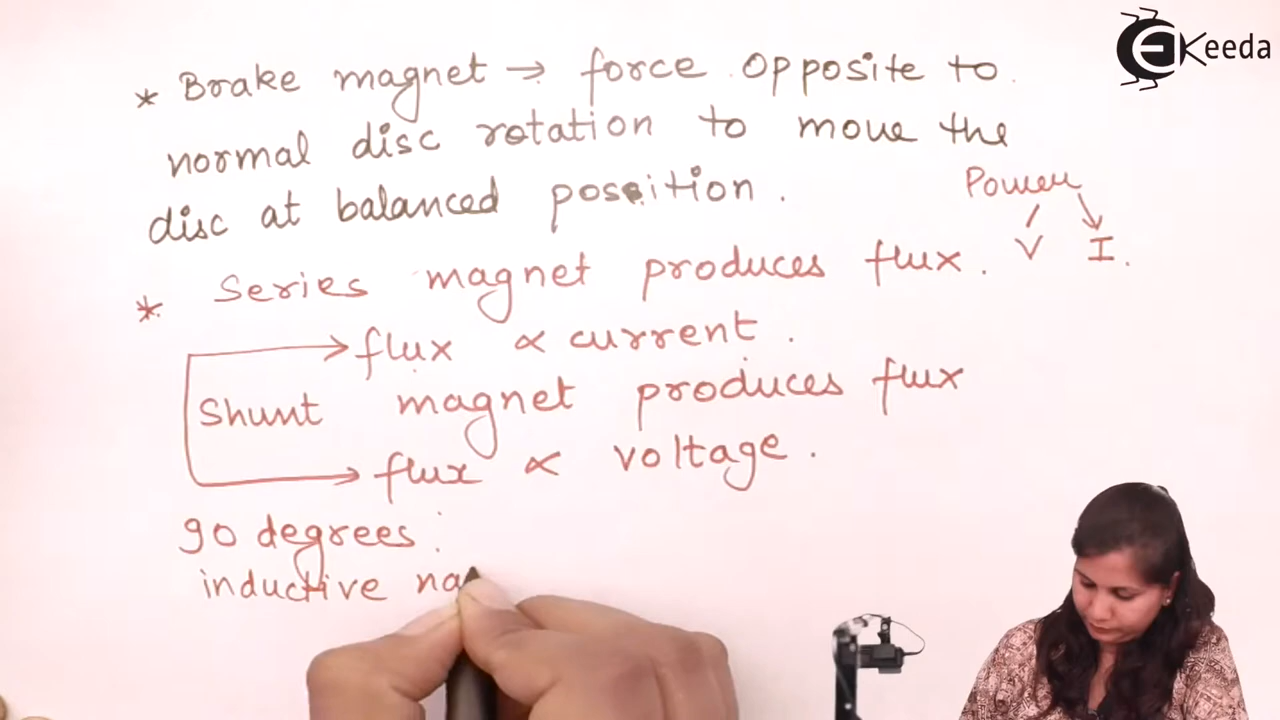 EKeeda
* Brake magnet → force opposite to
normal disc rotation to move the
disc at balanced position.
Power
V I.
* Series magnet produces flux.
flux ∝ current.
Shunt magnet produces flux
flux ∝ voltage.
90 degrees:
inductive na